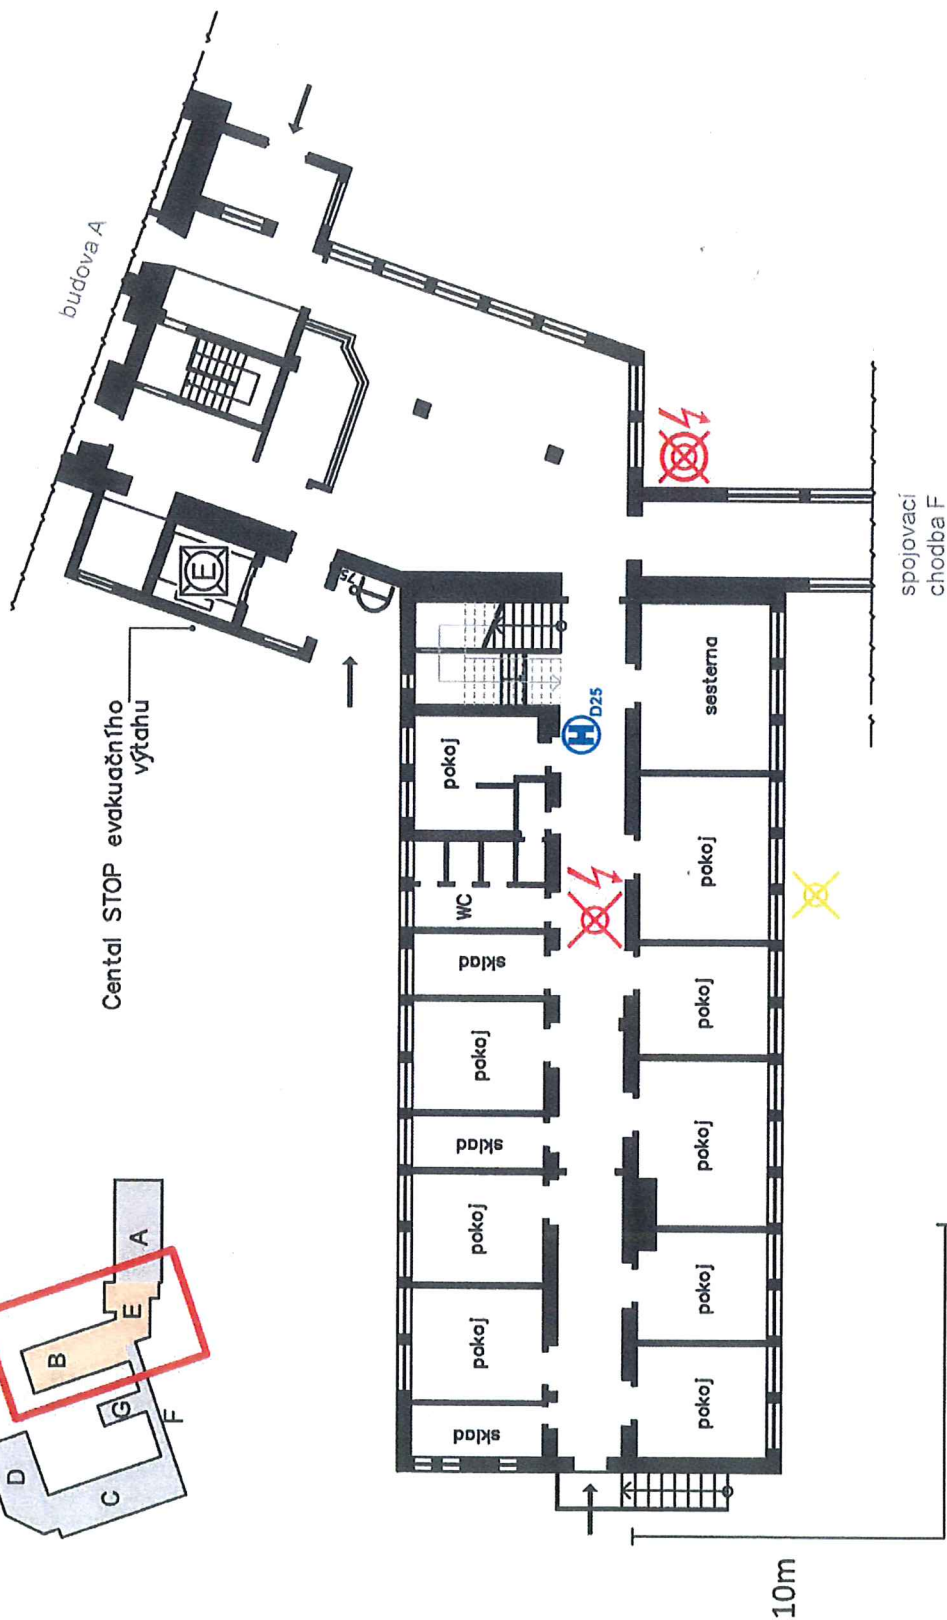 budova A
E
Cental STOP evakuačního
výtahu
D
75
spojovací
chodba F
pokoj
H D25
sesterna
WC
pokoj
sklad
pokoj
pokoj
sklad
pokoj
pokoj
pokoj
pokoj
sklad
pokoj
A
E
B
G
F
D
C
10m